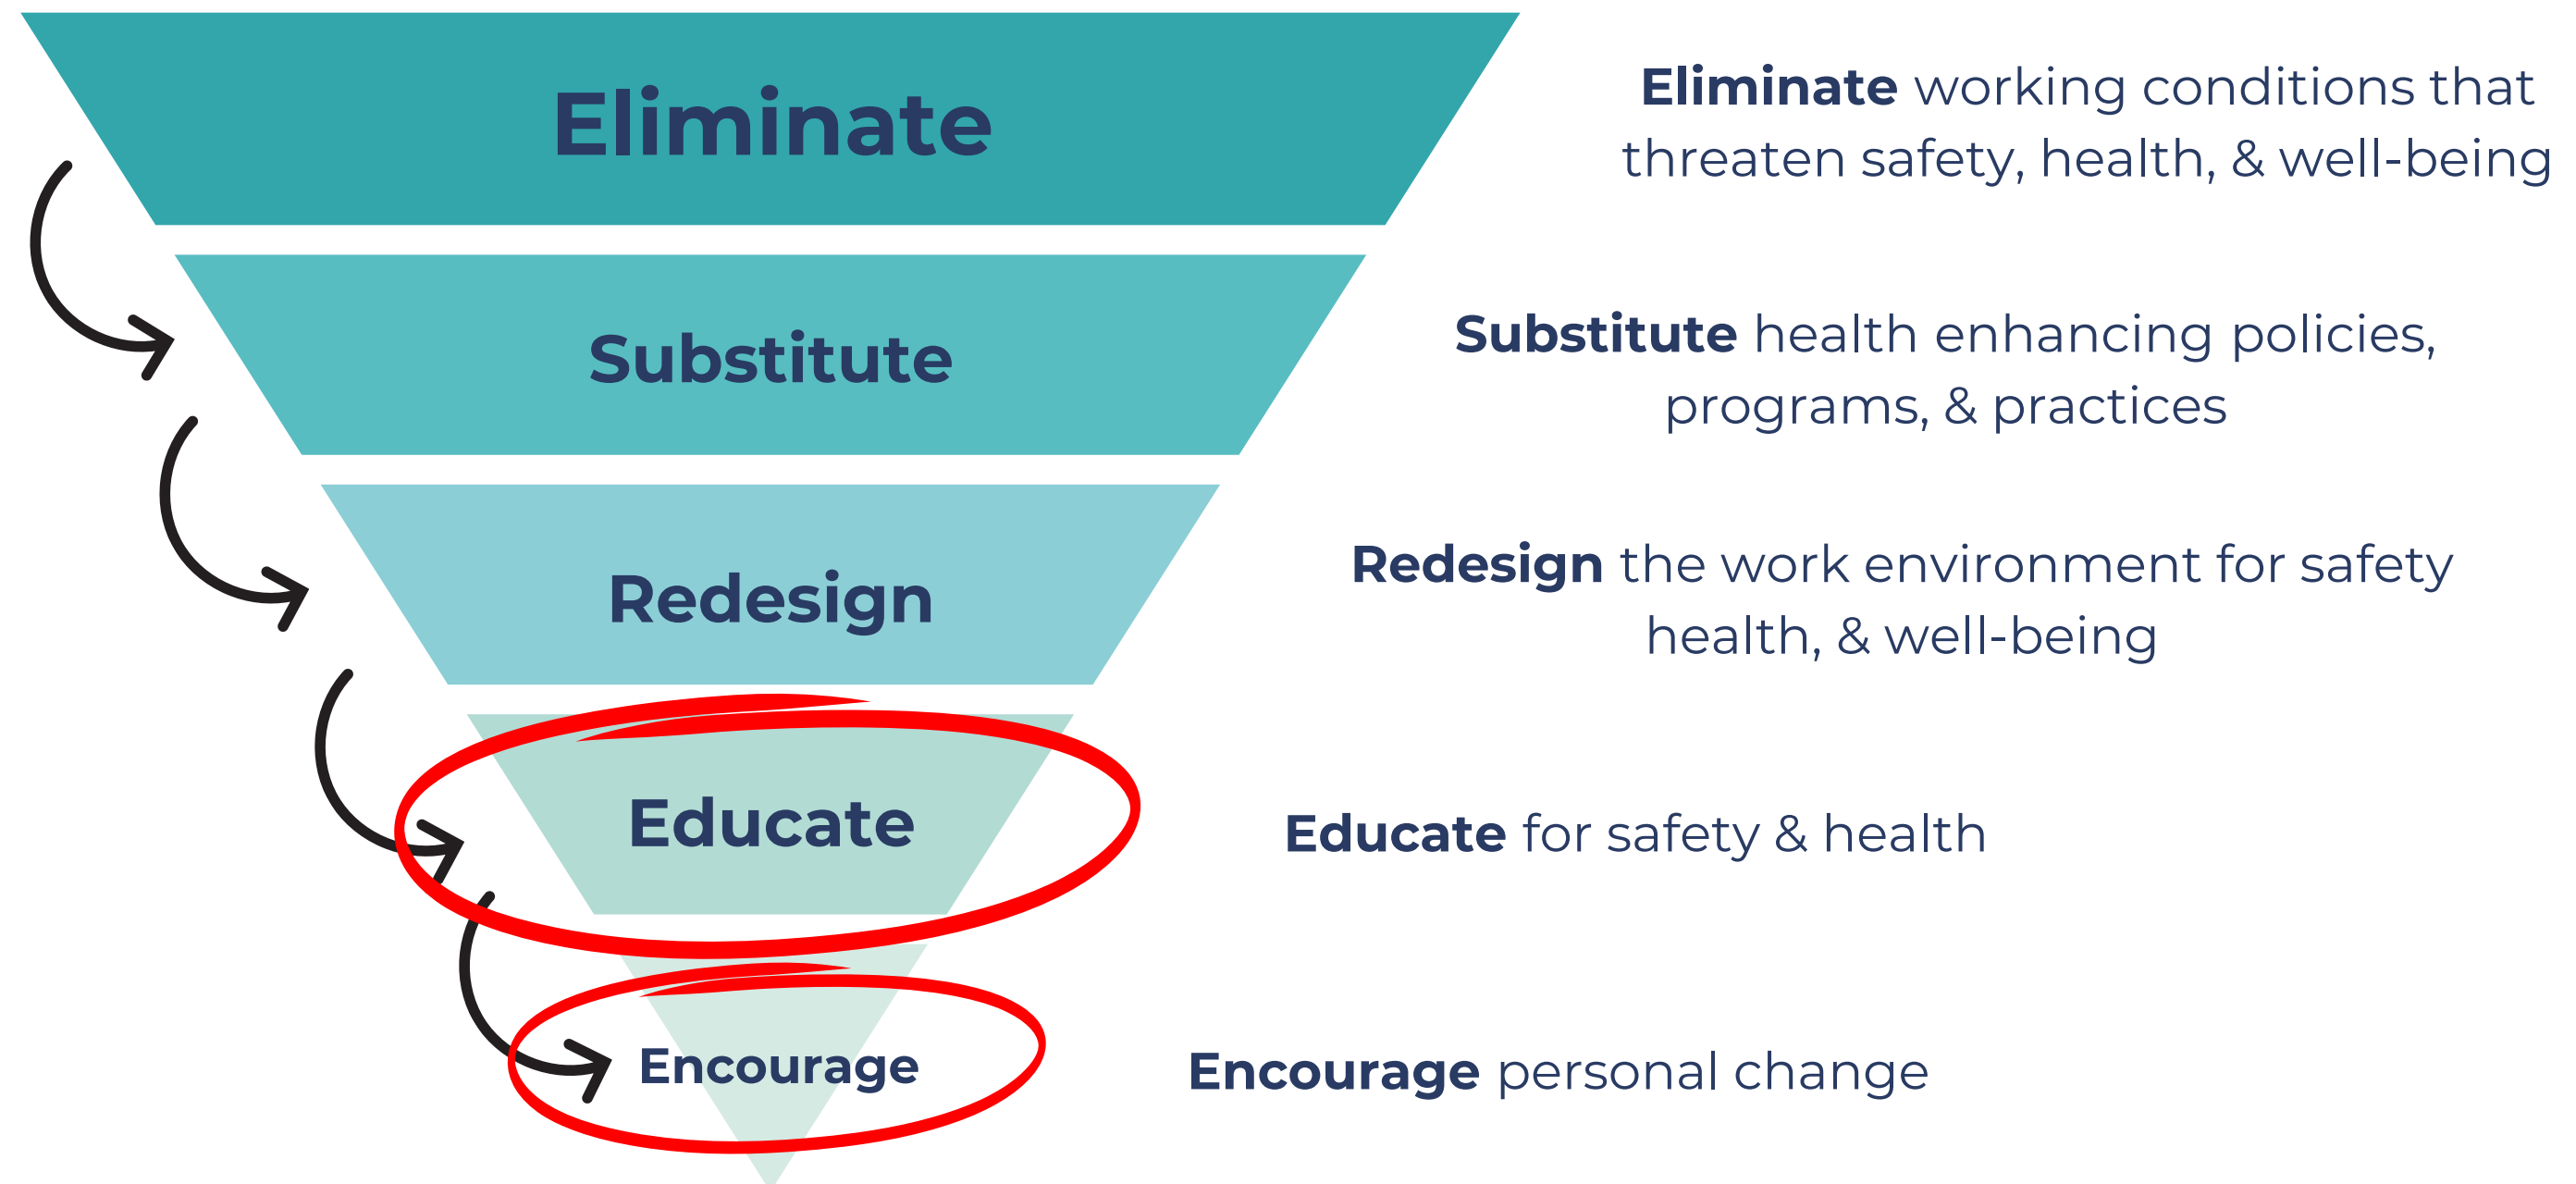 Eliminate
Eliminate working conditions that
threaten safety, health, & well-being
Substitute
Substitute health enhancing policies,
programs, & practices
Redesign
Redesign the work environment for safety
health, & well-being
Educate
Educate for safety & health
Encourage
Encourage personal change